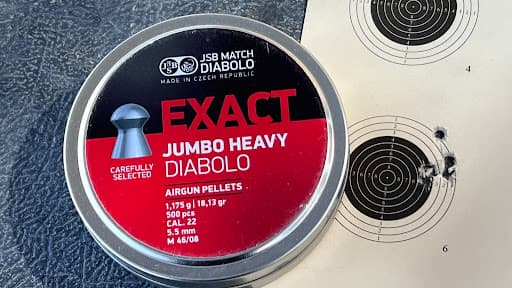 JSB MATCH
DIABOLO
MADE IN CZECH REPUBLIC
EXACT
JUMBO HEAVY
DIABOLO
CAREFULLY
SELECTED
AIRGUN PELLETS
1,175 g | 18,13 gr
500 pcs
CAL. 22
5.5 mm
M 46/08
4
6